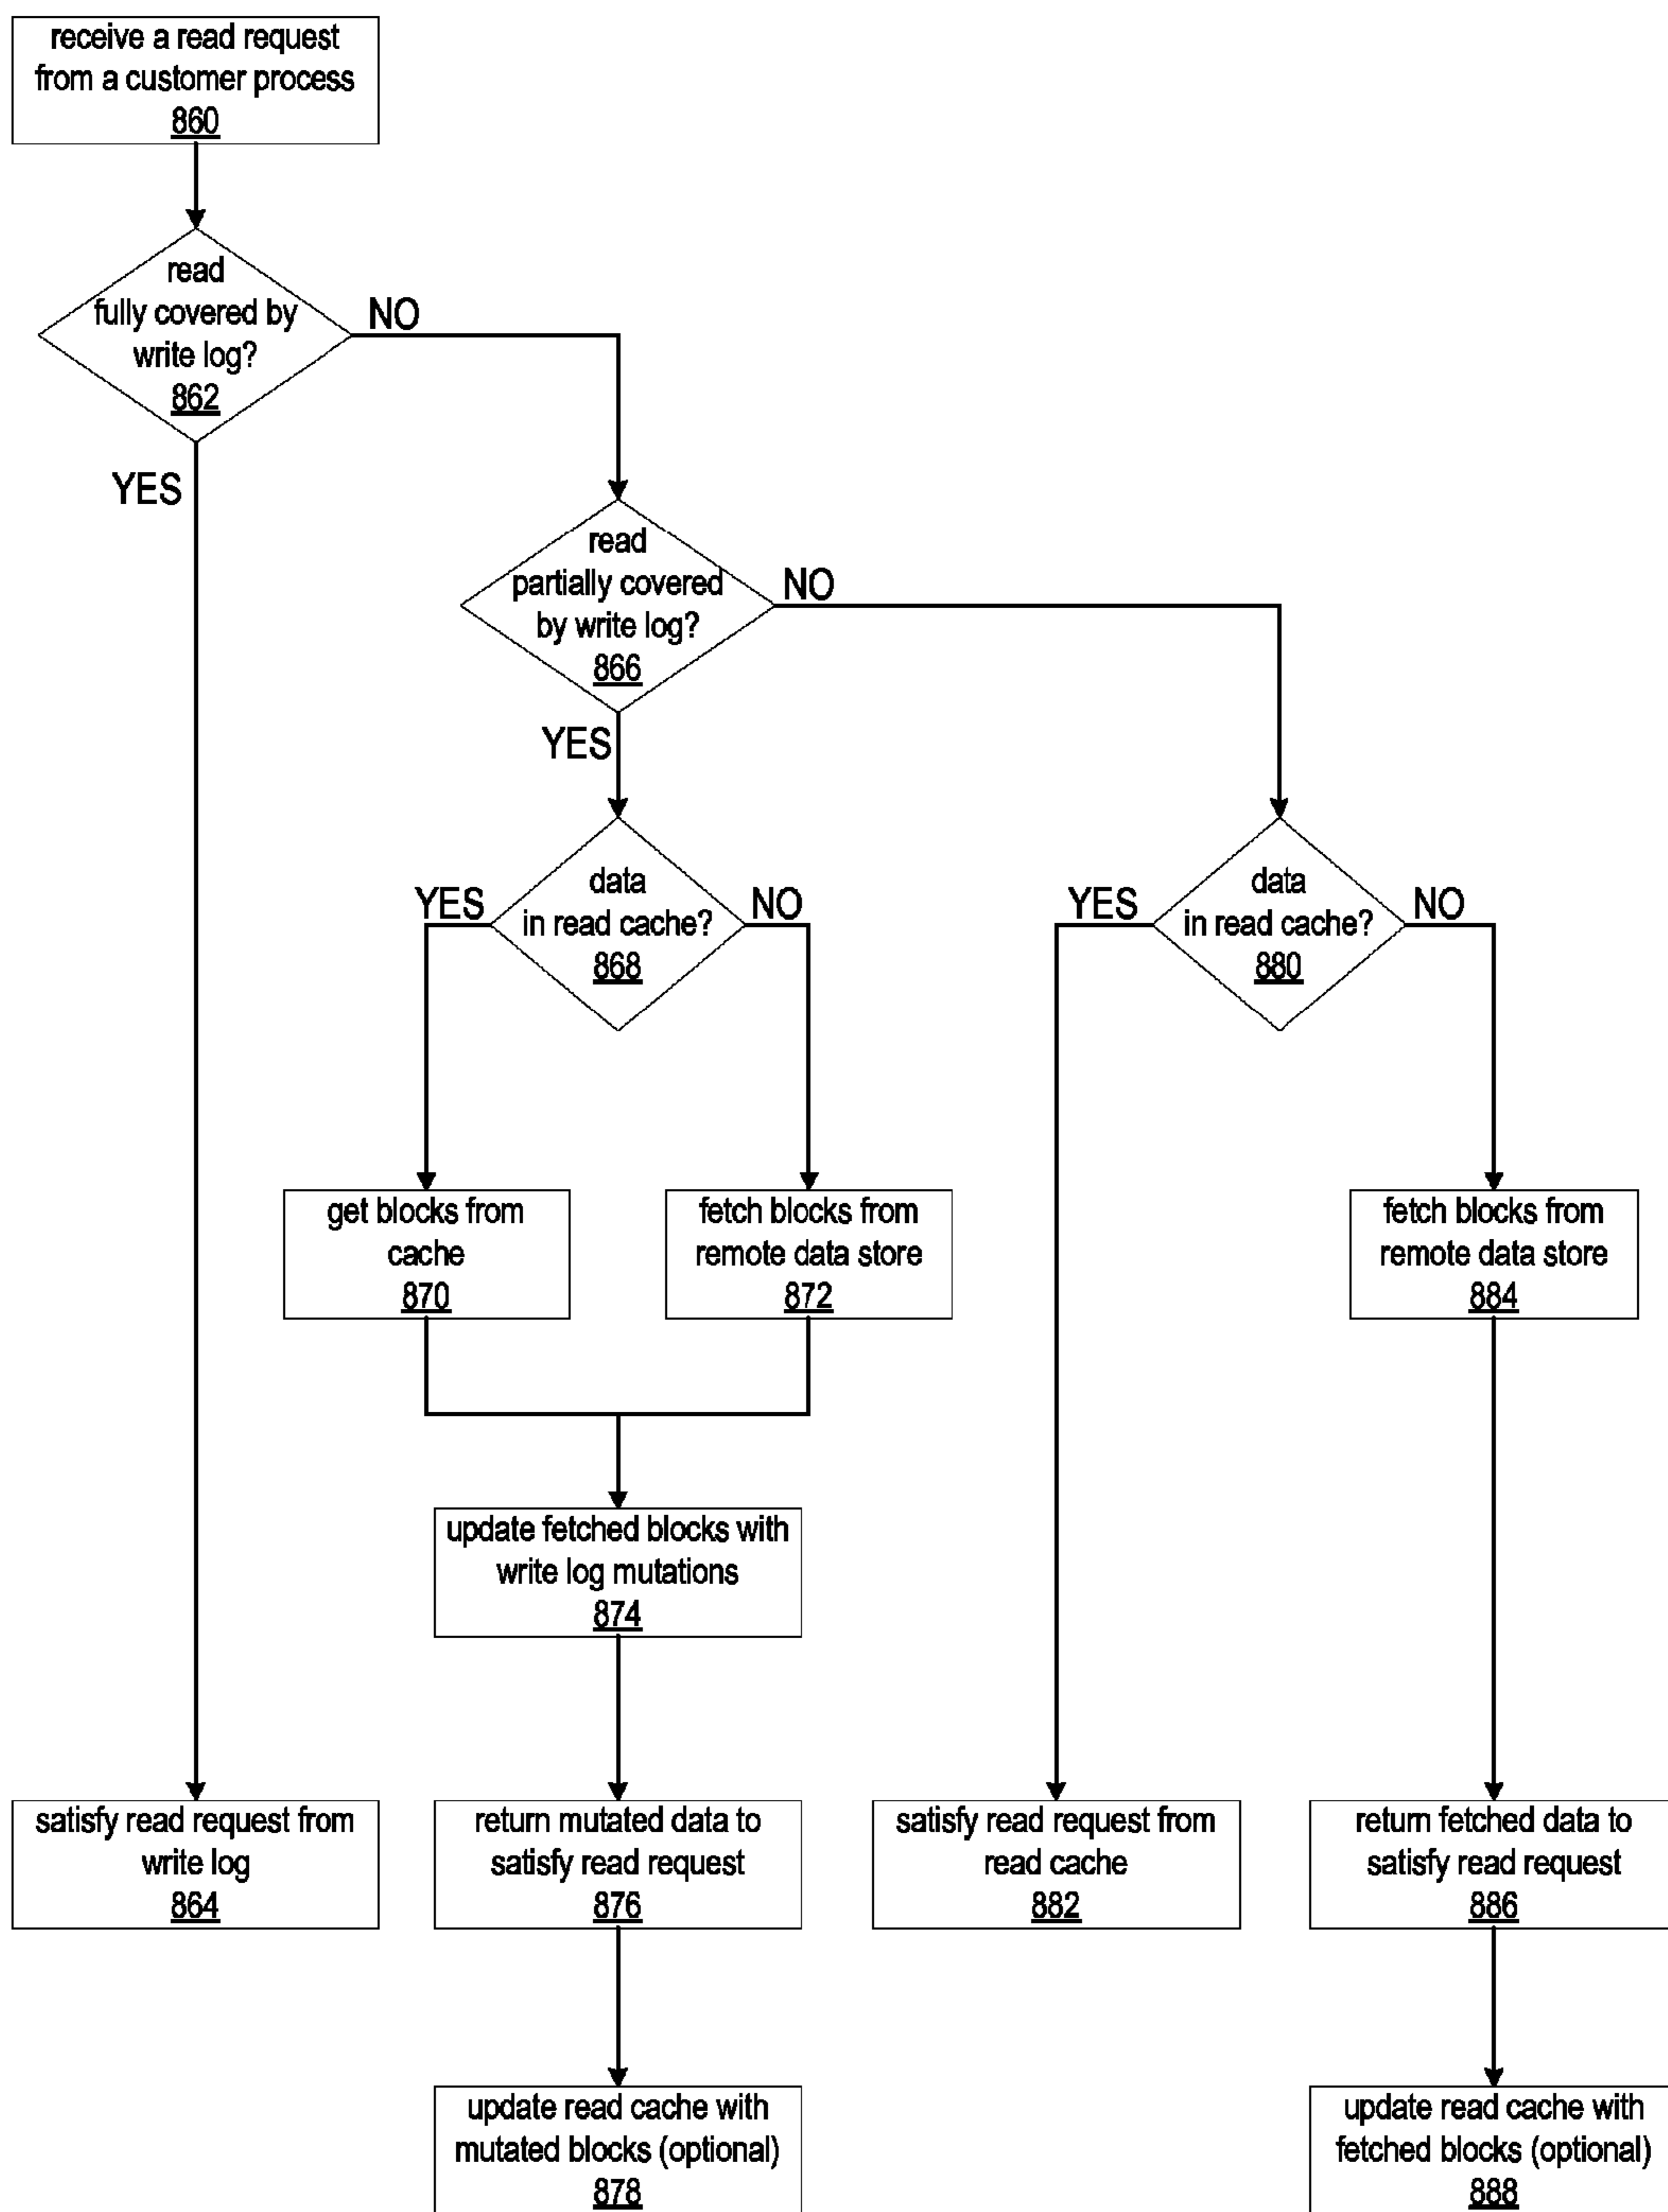 receive a read request
from a customer process
860
read
fully covered by
write log?
862
NO
YES
read
partially covered
by write log?
866
NO
YES
data
in read cache?
868
YES
NO
data
in read cache?
880
YES
NO
get blocks from
cache
870
fetch blocks from
remote data store
872
fetch blocks from
remote data store
884
update fetched blocks with
write log mutations
874
satisfy read request from
write log
864
return mutated data to
satisfy read request
876
satisfy read request from
read cache
882
return fetched data to
satisfy read request
886
update read cache with
mutated blocks (optional)
878
update read cache with
fetched blocks (optional)
888